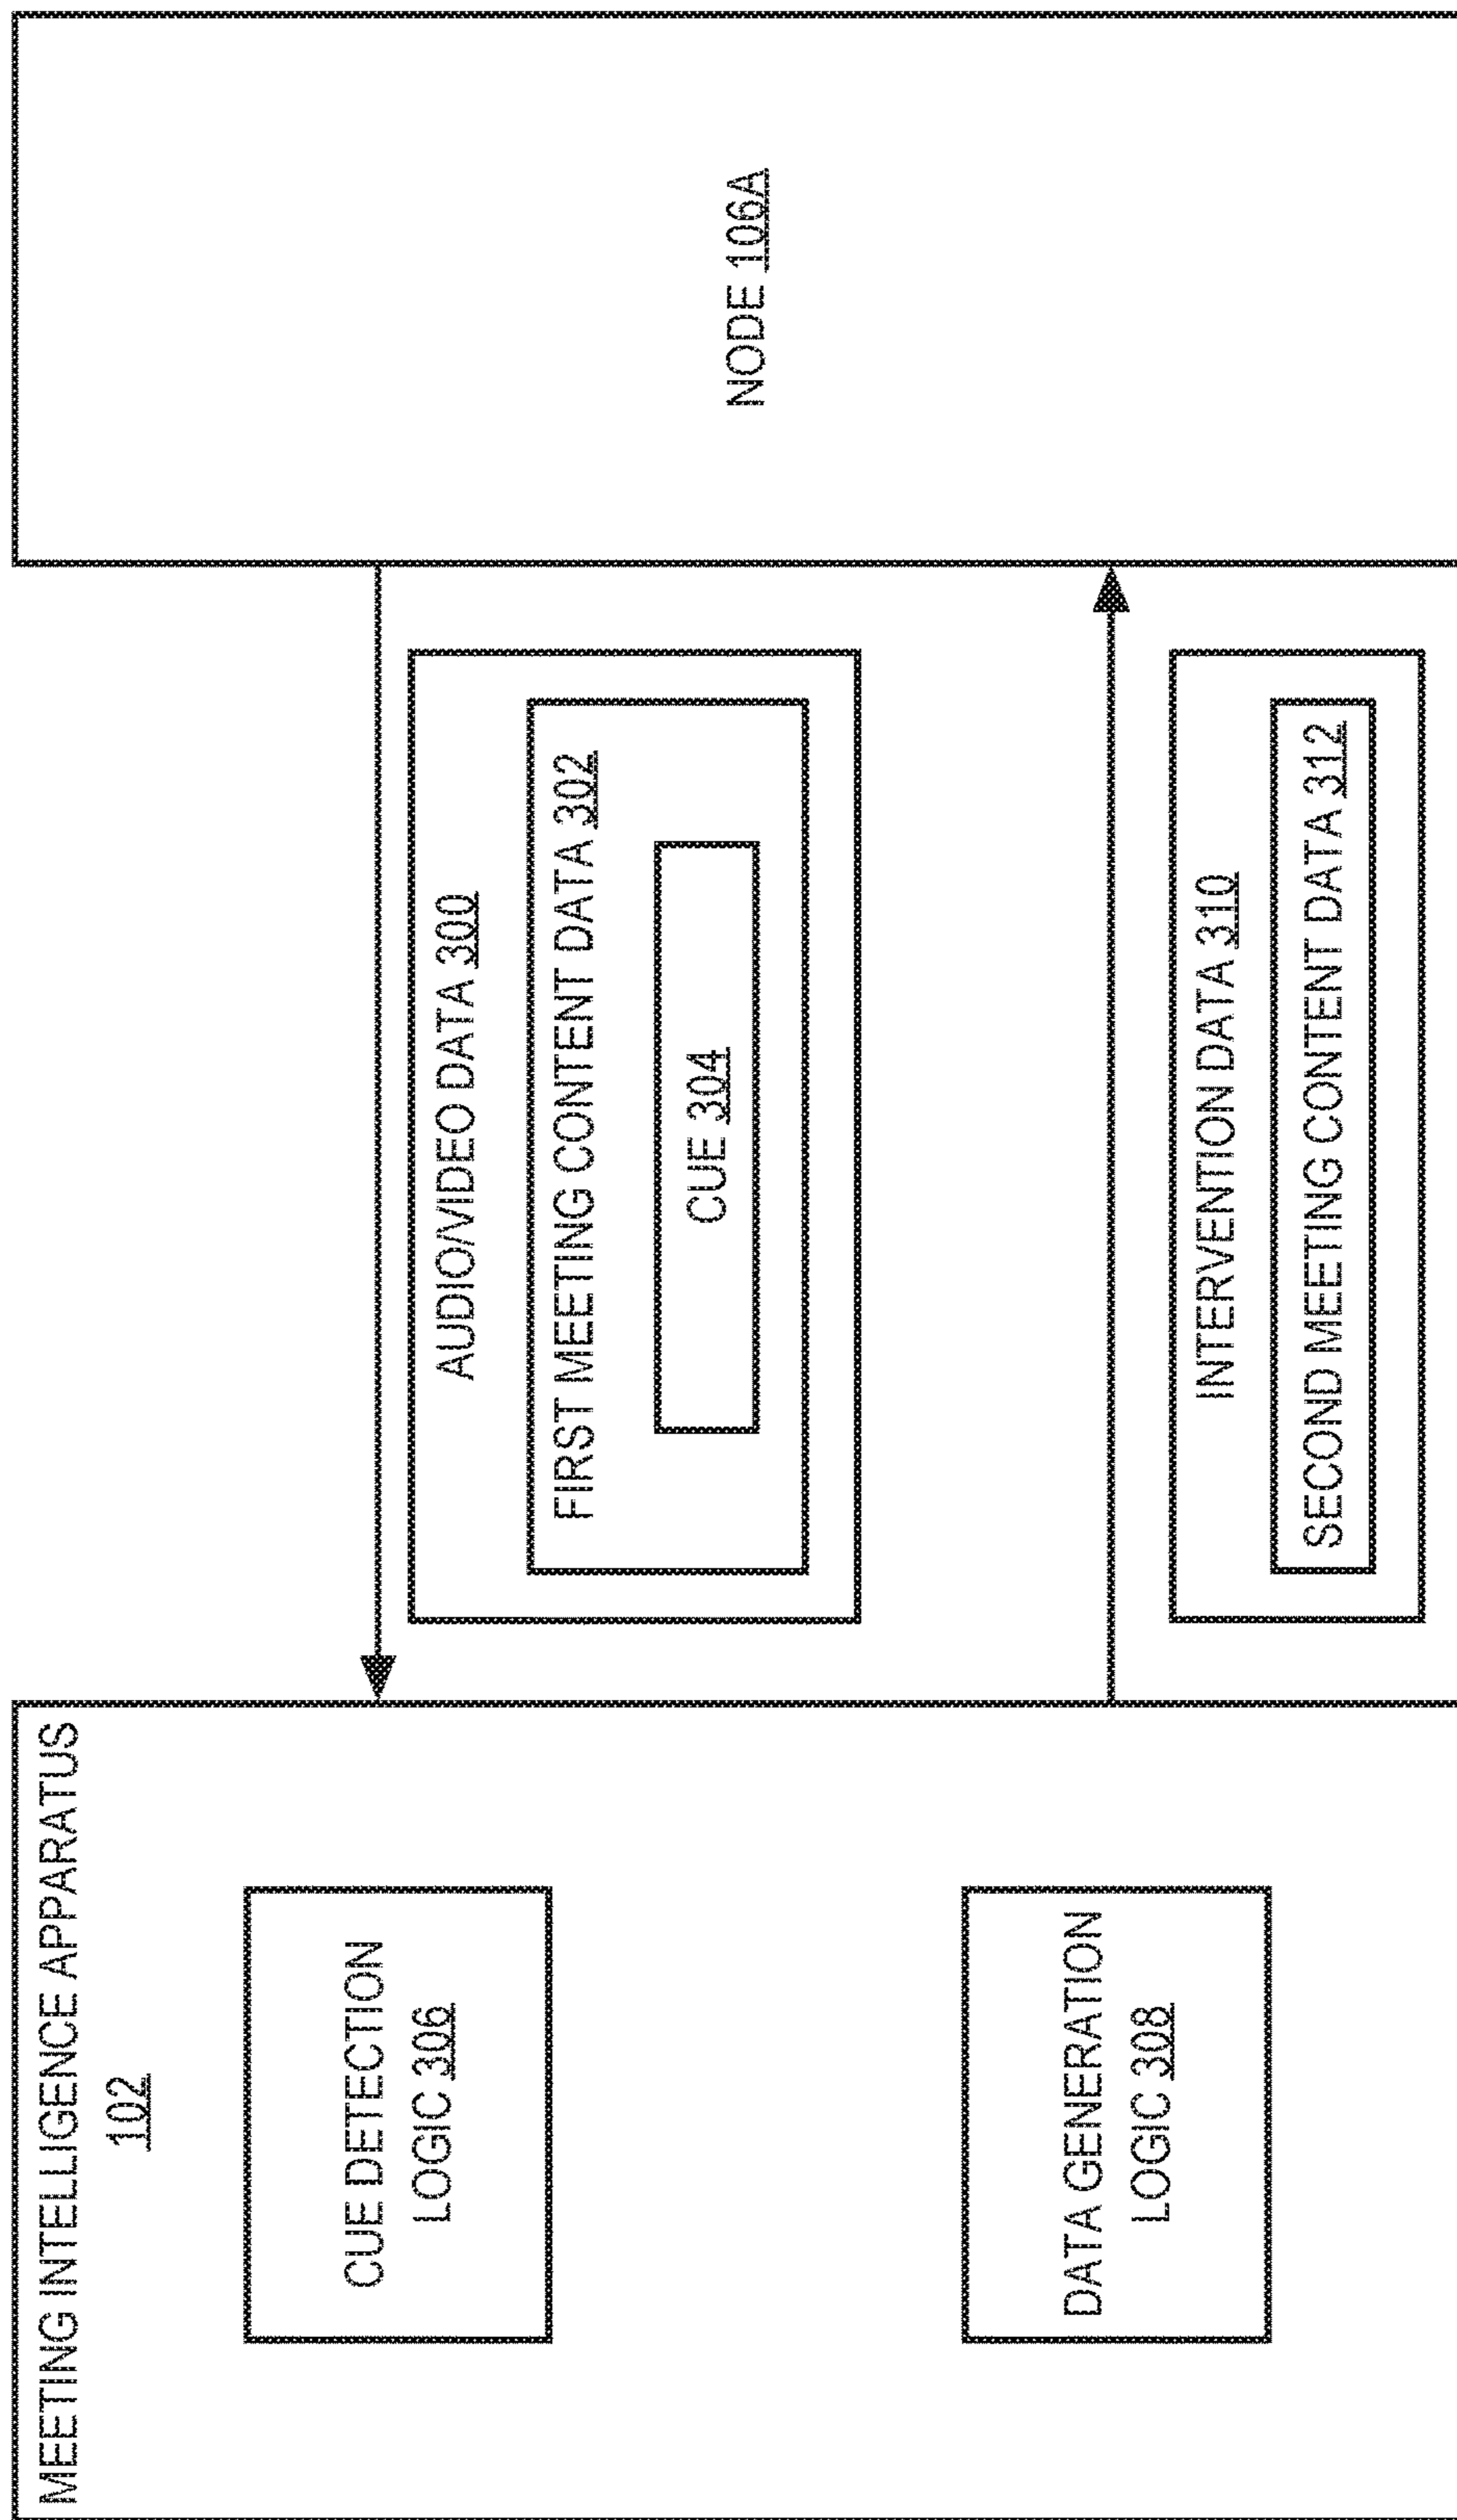 MEETING INTELLIGENCE APPARATUS
102
CUE DETECTION
LOGIC 306
DATA GENERATION
LOGIC 308
AUDIO/VIDEO DATA 300
FIRST MEETING CONTENT DATA 302
CUE 304
INTERVENTION DATA 310
SECOND MEETING CONTENT DATA 312
NODE 106A